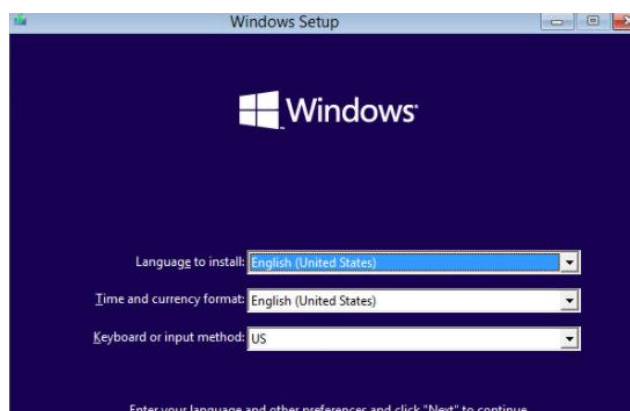 Windows Setup
Windows
Language to install: English (United States)
Time and currency format: English (United States)
Keyboard or input method: US
Enter your language and other preferences and click "Next" to continue.